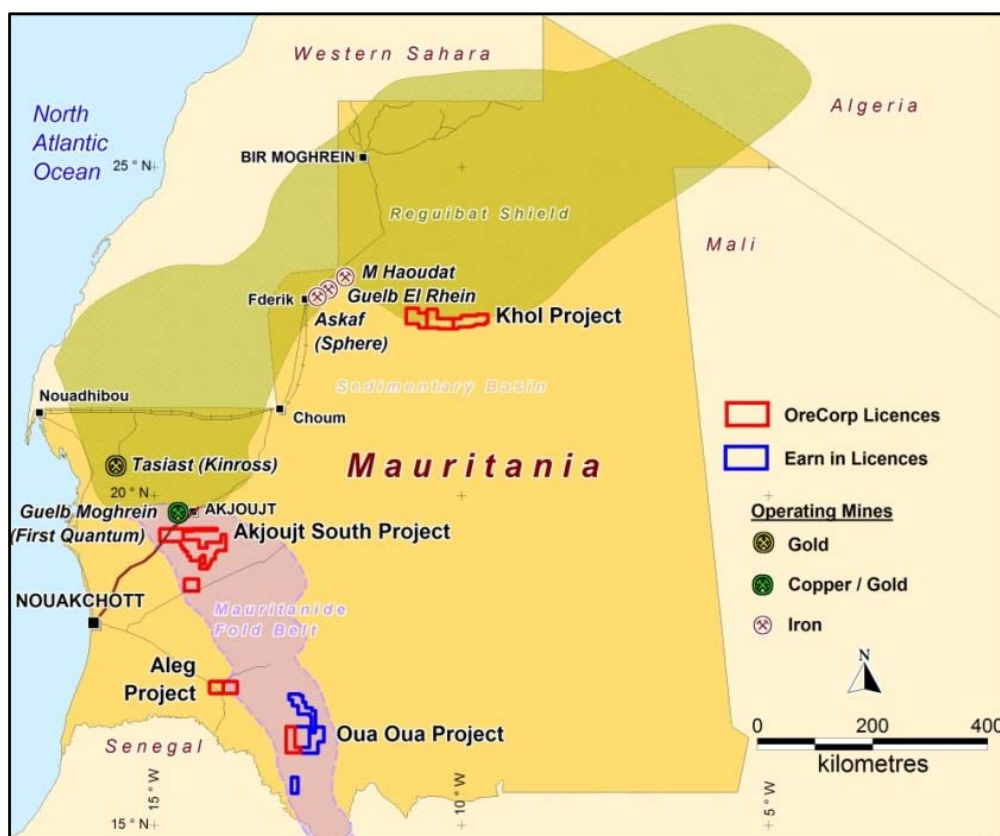 Western Sahara
North
Atlantic
Ocean
Algeria
BIR MOGHREIN
25 ° N
Reguibat Shield
Mali
M Haoudat
Fderik
Guelb El Rhein
Askaf
(Sphere)
Khol Project
Sedimentary Basin
Nouadhibou
Choum
OreCorp Licences
Mauritania
Earn in Licences
Tasiast (Kinross)
20 ° N
Guelb Moghrein
(First Quantum)
AKJOUJT
Operating Mines
Akjoujt South Project
Gold
Copper / Gold
NOUAKCHOTT
Mauritanide
Fold Belt
Iron
N
Aleg
Project
Oua Oua Project
0 200 400
kilometres
Senegal
15 ° W
10 ° W
5 ° W
15 ° N